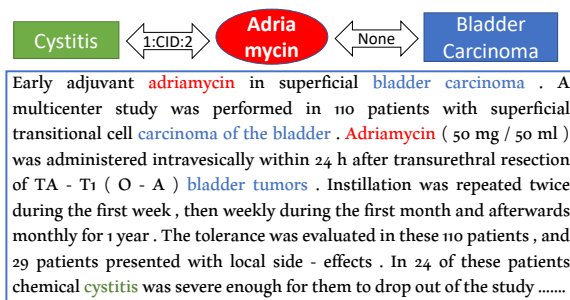 Cystitis
1:CID:2
Adria
mycin
None
Bladder
Carcinoma
Early adjuvant adriamycin in superficial bladder carcinoma . A
multicenter study was performed in 110 patients with superficial
transitional cell carcinoma of the bladder . Adriamycin ( 50 mg / 50 ml )
was administered intravesically within 24 h after transurethral resection
of TA - T1 ( O - A ) bladder tumors . Instillation was repeated twice
during the first week , then weekly during the first month and afterwards
monthly for 1 year . The tolerance was evaluated in these 110 patients , and
29 patients presented with local side - effects . In 24 of these patients
chemical cystitis was severe enough for them to drop out of the study .......